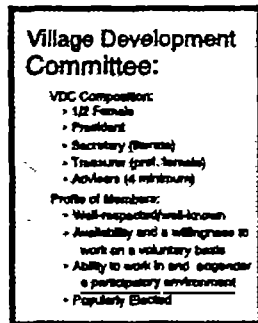 Village Development
Committee:
VDC Composition:
• 1/2 Female
• President
• Secretary (female)
• Treasurer (pref. female)
• Advisers (4 minimum)
Profile of Members:
• Well-respected/well-known
• Availability and a willingness to
work on a voluntary basis
• Ability to work in and engender
a participatory environment
• Popularly Elected